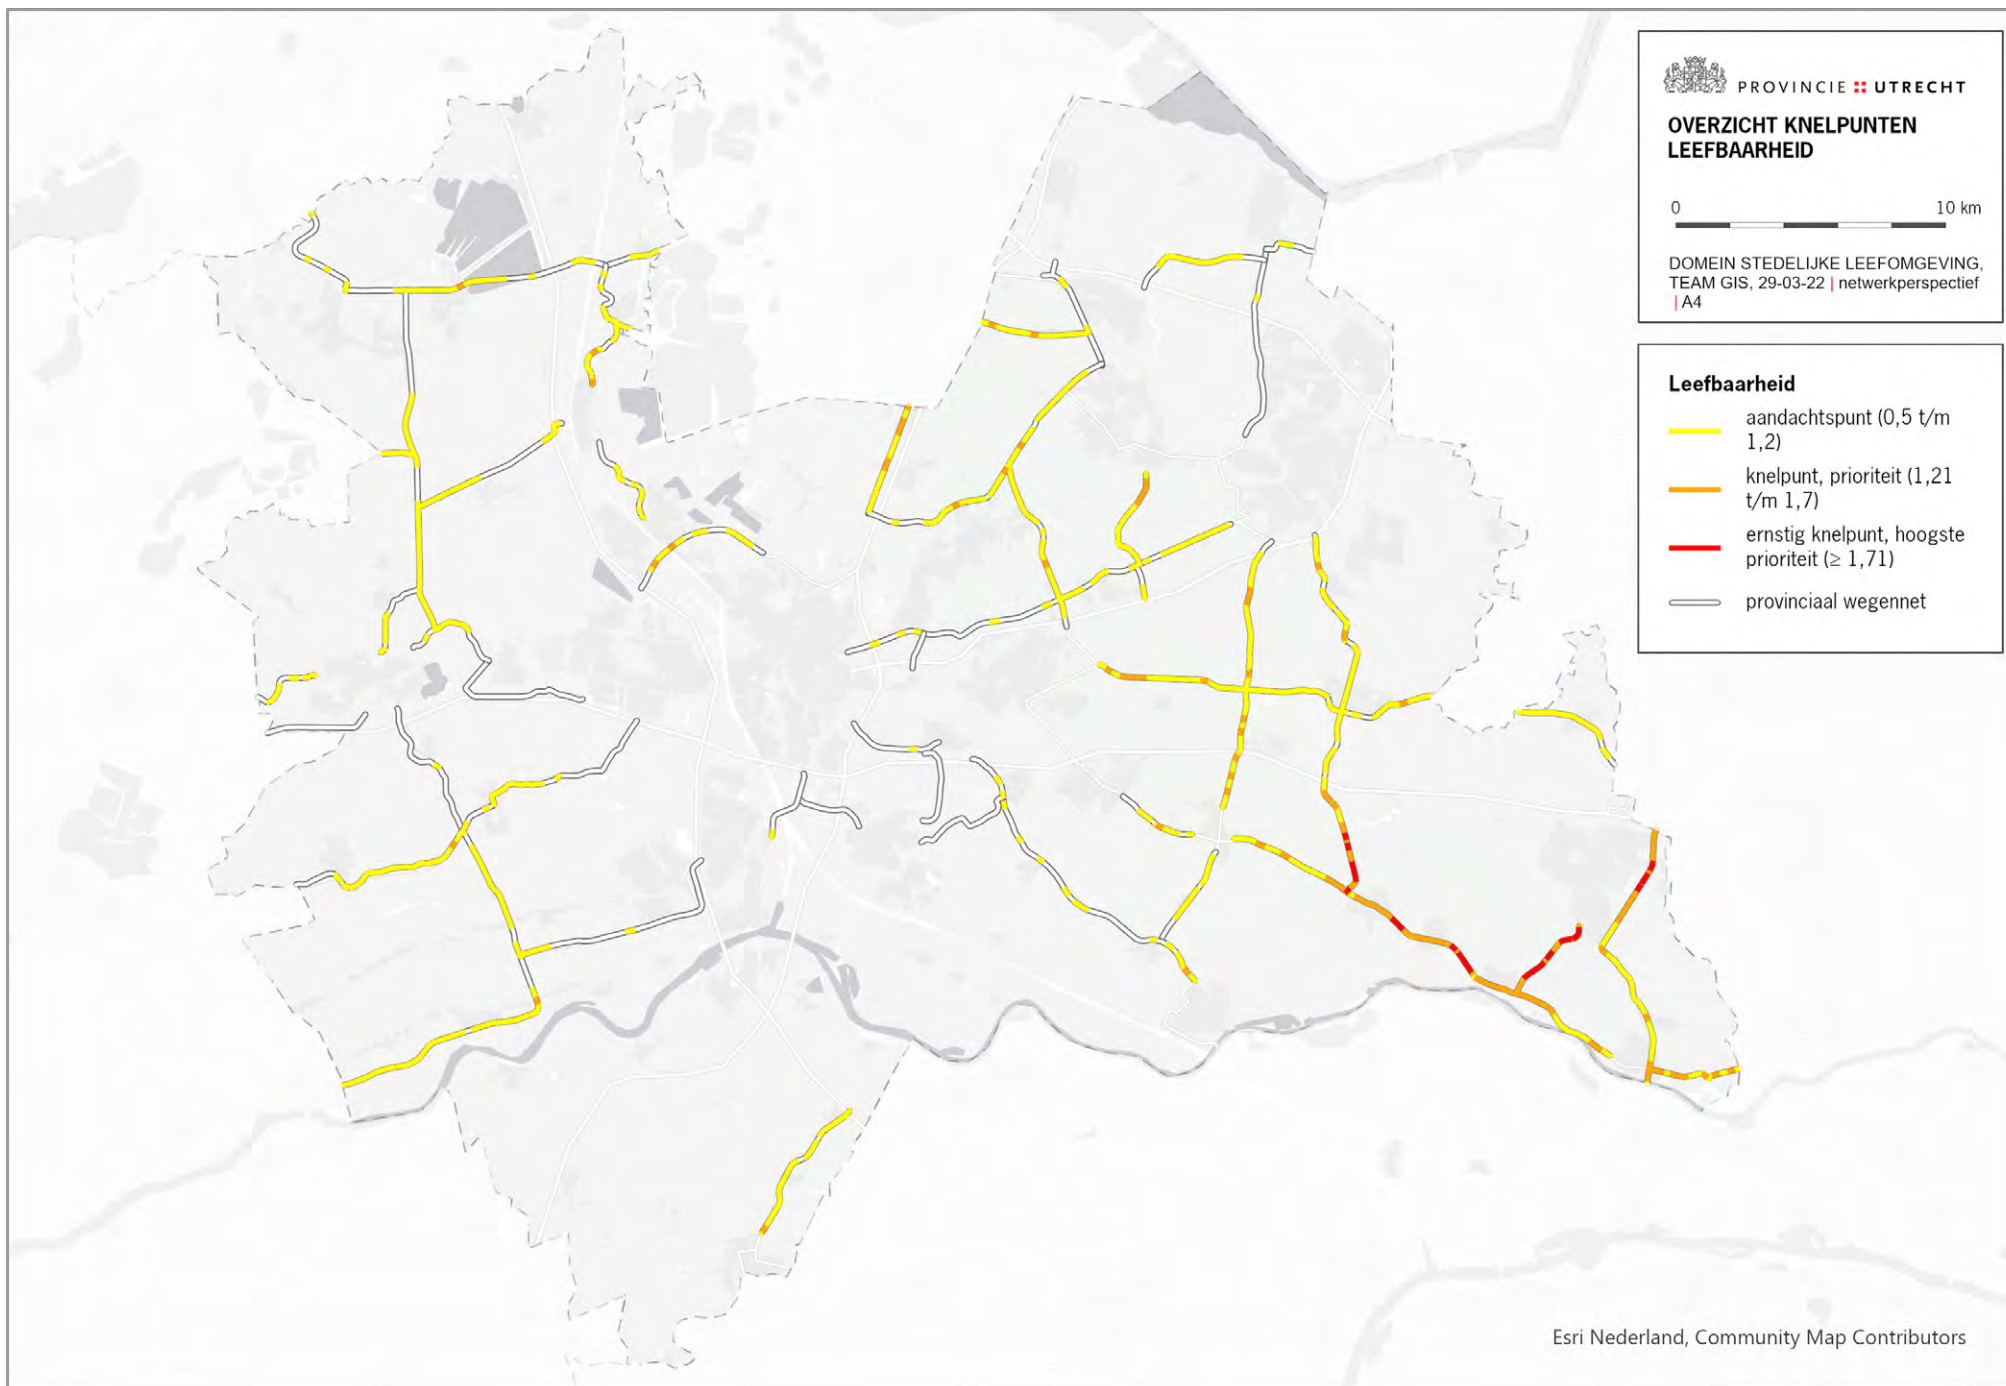 PROVINCIE :: UTRECHT
OVERZICHT KNELPUNTEN
LEEFBAARHEID
0 10 km
DOMEIN STEDELIJKE LEEFOMGEVING,
TEAM GIS, 29-03-22 | netwerkperspectief
| A4
Leefbaarheid
aandachtspunt (0,5 t/m
1,2)
knelpunt, prioriteit (1,21
t/m 1,7)
ernstig knelpunt, hoogste
prioriteit (≥ 1,71)
provinciaal wegennet
Esri Nederland, Community Map Contributors